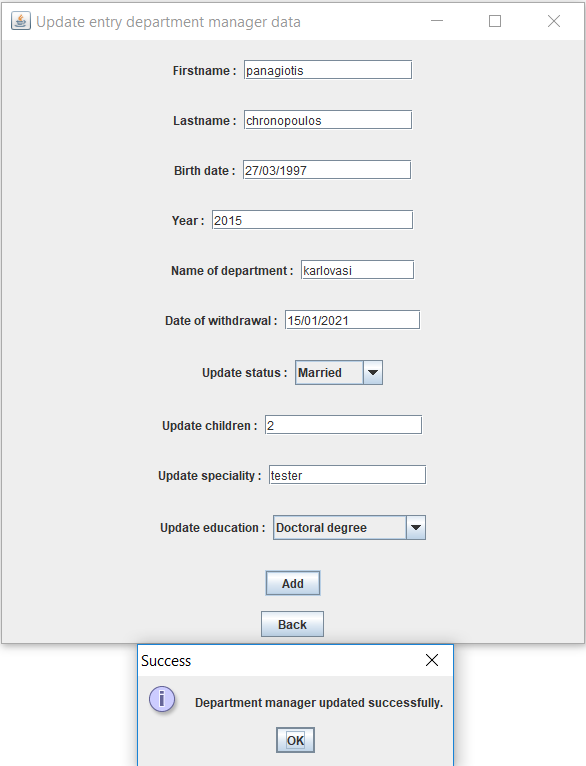 Update entry department manager data
Firstname : panagiotis
Lastname : chronopoulos
Birth date : 27/03/1997
Year : 2015
Name of department : karlovasi
Date of withdrawal : 15/01/2021
Update status : Married
Update children : 2
Update speciality : tester
Update education : Doctoral degree
Add
Back
Success
Department manager updated successfully.
OK